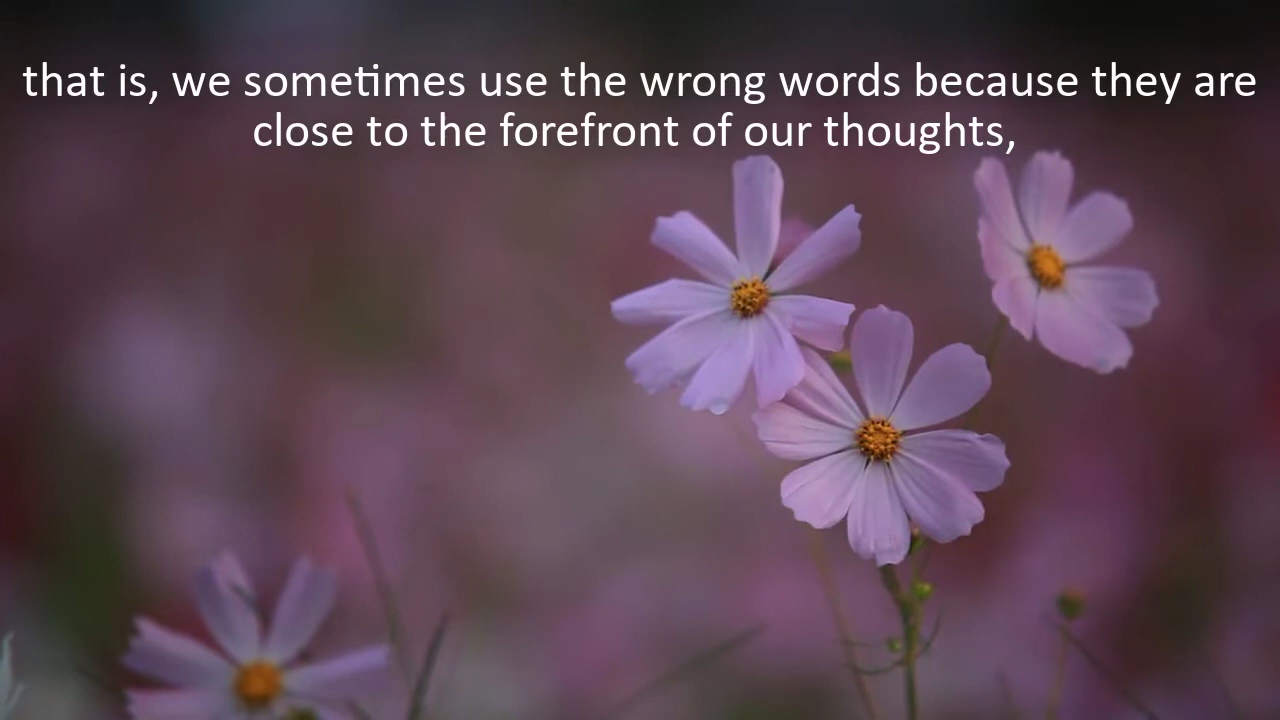 that is, we sometimes use the wrong words because they are
close to the forefront of our thoughts,